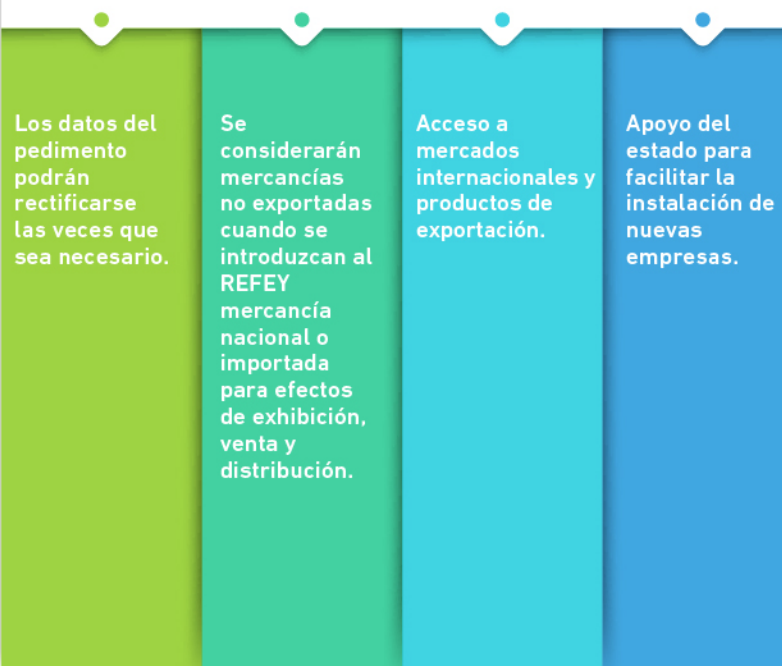 Los datos del
pedimento
podrán
rectificarse
las veces que
sea necesario.
Se
considerarán
mercancías
no exportadas
cuando se
introduzcan al
REFEY
mercancía
nacional o
importada
para efectos
de exhibición,
venta y
distribución.
Acceso a
mercados
internacionales y
productos de
exportación.
Apoyo del
estado para
facilitar la
instalación de
nuevas
empresas.